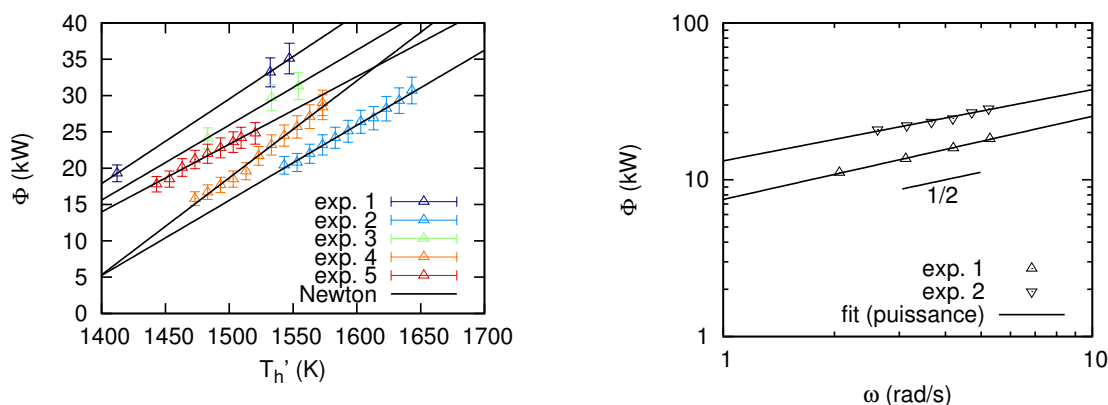 40
35
30
25
20
15
10
5
0
Φ (kW)
exp. 1
exp. 2
exp. 3
exp. 4
exp. 5
Newton
1400 1450 1500 1550 1600 1650 1700
T_h' (K)
100
10
1
Φ (kW)
1/2
exp. 1
exp. 2
fit (puissance)
1 10
ω (rad/s)